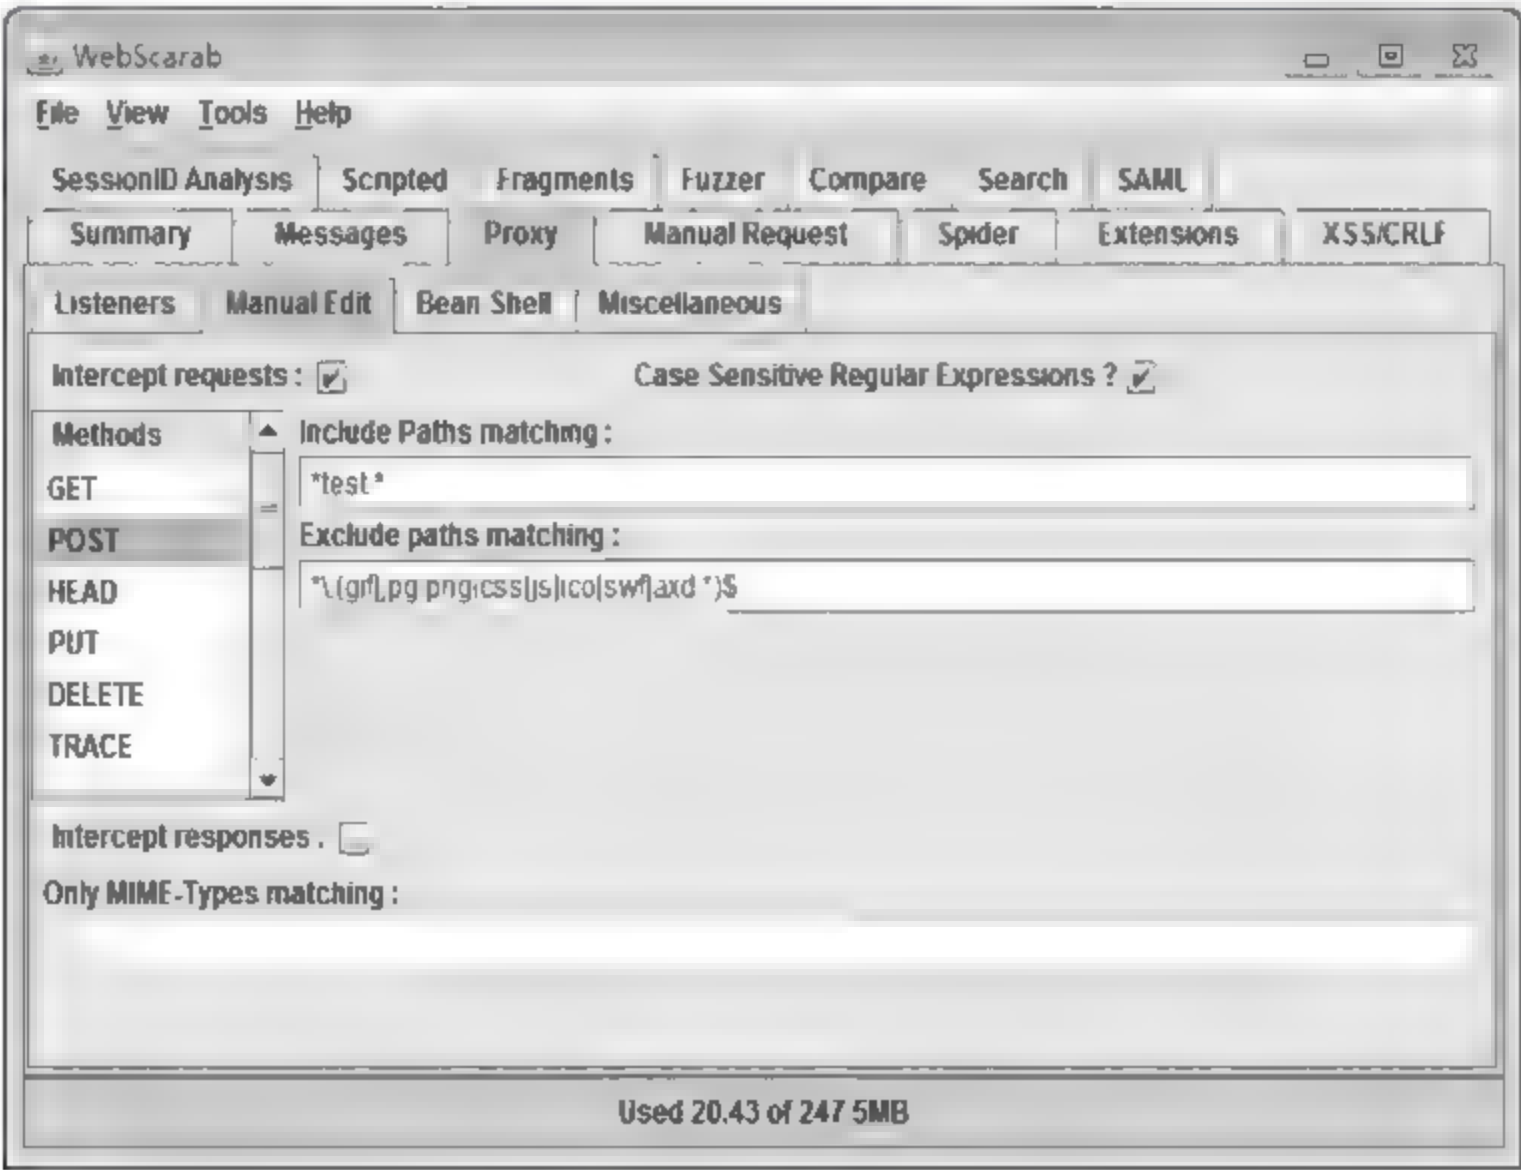 WebScarab
File View Tools Help
SessionID Analysis Scripted Fragments Fuzzer Compare Search SAML
Summary Messages Proxy Manual Request Spider Extensions XSS/CRLF
Listeners Manual Edit Bean Shell Miscellaneous
Intercept requests : Case Sensitive Regular Expressions ?
Methods
GET
POST
HEAD
PUT
DELETE
TRACE
Include Paths matching :
*test.*
Exclude paths matching :
Intercept responses :
Only MIME-Types matching :
Used 20.43 of 247.5MB